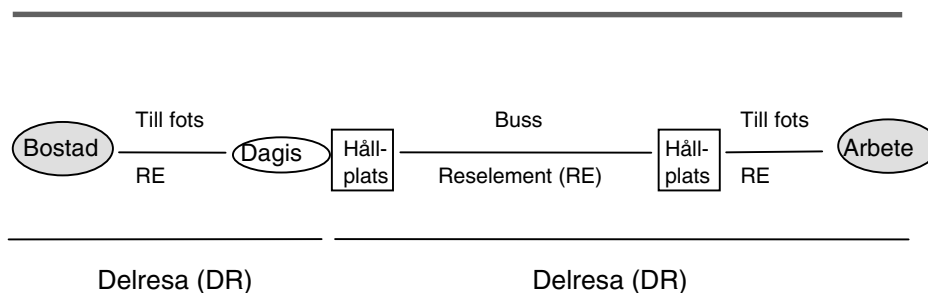 Till fots
Buss
Till fots
Bostad
Dagis
Håll-
plats
Håll-
plats
Arbete
RE
Reselement (RE)
RE
Delresa (DR)
Delresa (DR)